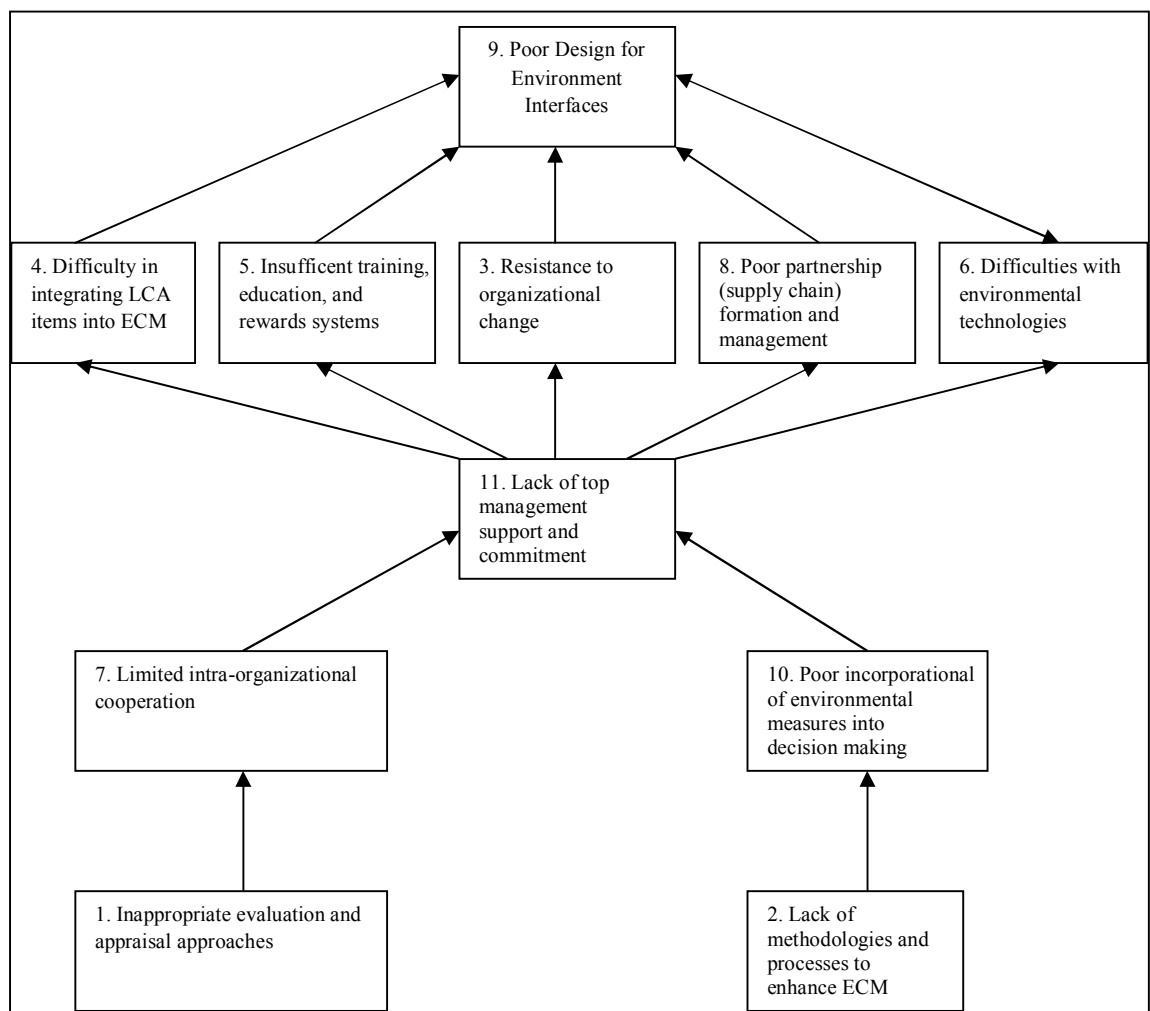 9. Poor Design for
Environment
Interfaces
4. Difficulty in
integrating LCA
items into ECM
5. Insufficent training,
education, and
rewards systems
3. Resistance to
organizational
change
8. Poor partnership
(supply chain)
formation and
management
6. Difficulties with
environmental
technologies
11. Lack of top
management
support and
commitment
7. Limited intra-organizational
cooperation
10. Poor incorporational
of environmental
measures into
decision making
1. Inappropriate evaluation and
appraisal approaches
2. Lack of
methodologies and
processes to
enhance ECM